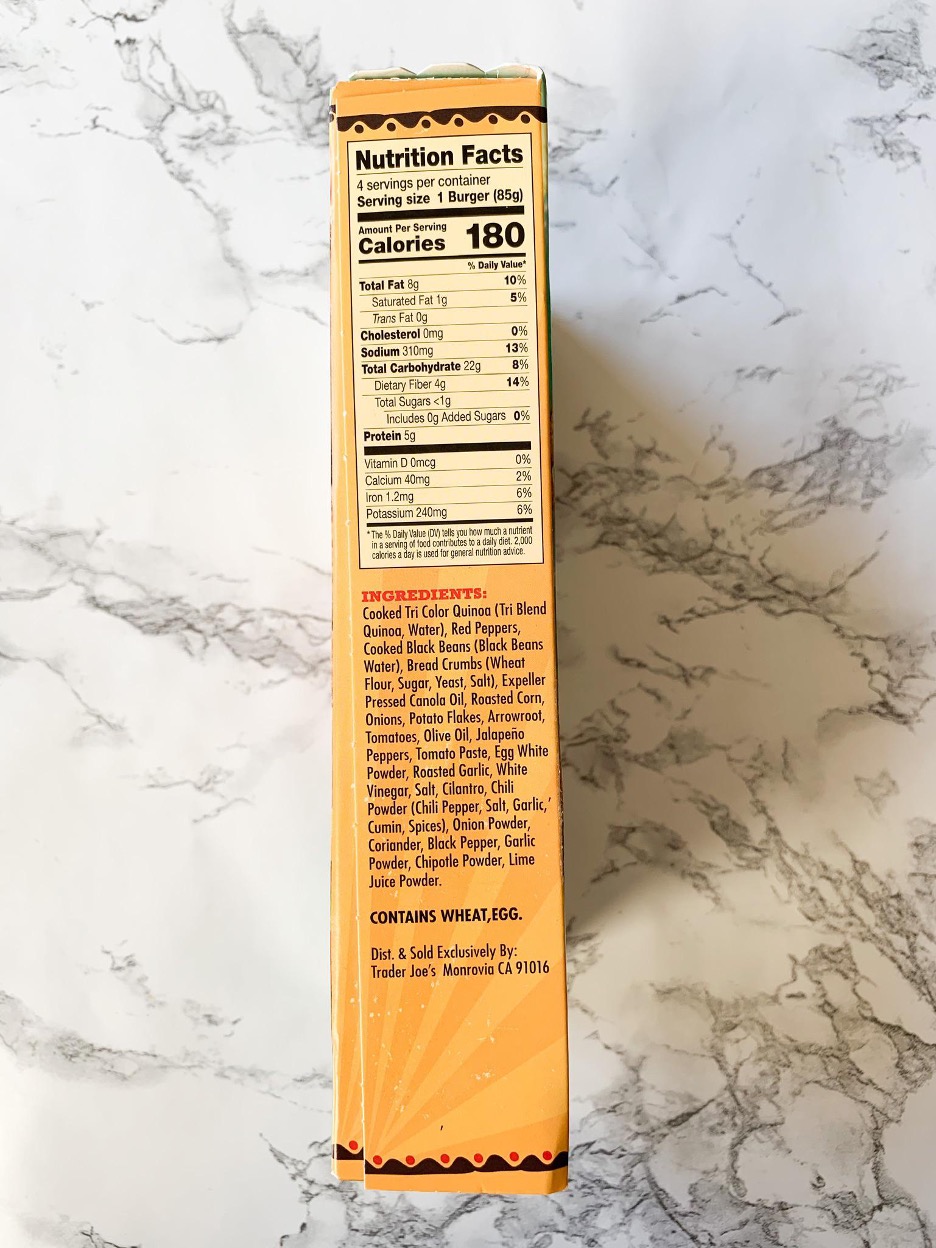 Nutrition Facts
4 servings per container
Serving size 1 Burger (85g)
Amount Per Serving
Calories 180
% Daily Value*
Total Fat 8g 10%
Saturated Fat 1g 5%
Trans Fat 0g
Cholesterol 0mg 0%
Sodium 310mg 13%
Total Carbohydrate 22g 8%
Dietary Fiber 4g 14%
Total Sugars <1g
Includes 0g Added Sugars 0%
Protein 5g
Vitamin D 0mcg 0%
Calcium 40mg 2%
Iron 1.2mg 6%
Potassium 240mg 6%
*The % Daily Value (DV) tells you how much a nutrient
in a serving of food contributes to a daily diet. 2,000
calories a day is used for general nutrition advice.
INGREDIENTS:
Cooked Tri Color Quinoa (Tri Blend
Quinoa, Water), Red Peppers,
Cooked Black Beans (Black Beans
Water), Bread Crumbs (Wheat
Flour, Sugar, Yeast, Salt), Expeller
Pressed Canola Oil, Roasted Corn,
Onions, Potato Flakes, Arrowroot,
Tomatoes, Olive Oil, Jalapeño
Peppers, Tomato Paste, Egg White
Powder, Roasted Garlic, White
Vinegar, Salt, Cilantro, Chili
Powder (Chili Pepper, Salt, Garlic,
Cumin, Spices), Onion Powder,
Coriander, Black Pepper, Garlic
Powder, Chipotle Powder, Lime
Juice Powder.
CONTAINS WHEAT,EGG.
Dist. & Sold Exclusively By:
Trader Joe's Monrovia CA 91016